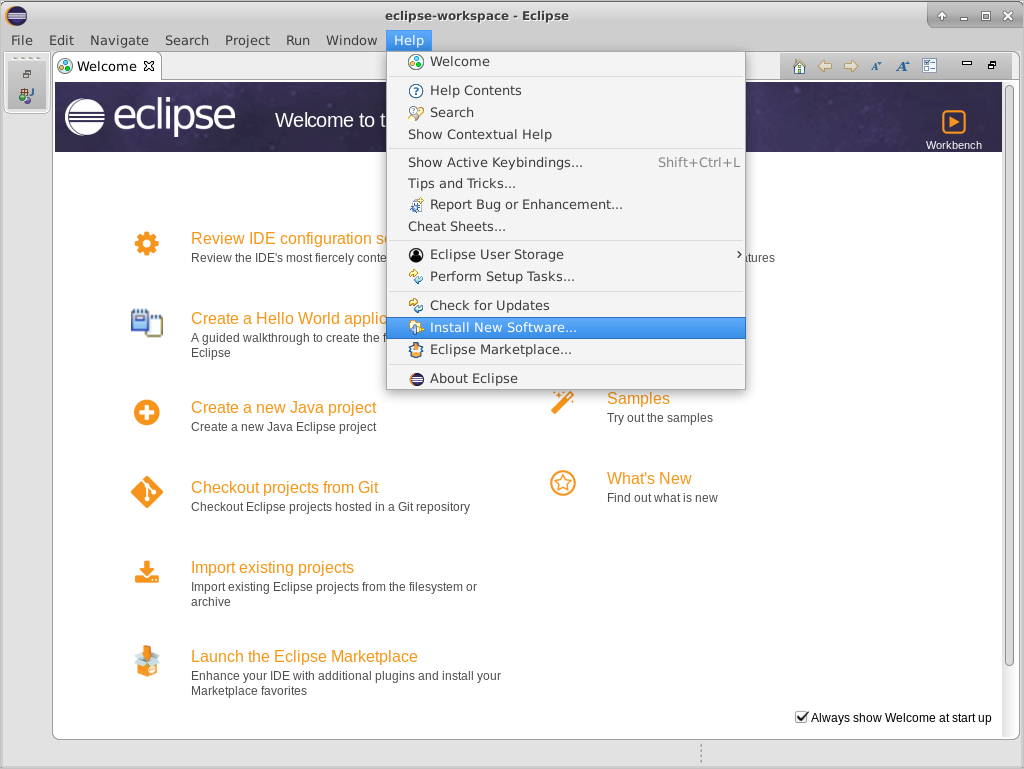 eclipse-workspace - Eclipse
File Edit Navigate Search Project Run Window Help
Welcome
Welcome
Help Contents
Search
Show Contextual Help
Show Active Keybindings... Shift+Ctrl+L
Tips and Tricks...
Report Bug or Enhancement...
Cheat Sheets...
Eclipse User Storage
Perform Setup Tasks...
Check for Updates
Install New Software...
Eclipse Marketplace...
About Eclipse
eclipse Welcome to t
Workbench
Review IDE configuration s
Review the IDE's most fiercely conte
Create a Hello World applic
A guided walkthrough to create the f
Eclipse
Create a new Java project
Create a new Java Eclipse project
Checkout projects from Git
Checkout Eclipse projects hosted in a Git repository
Import existing projects
Import existing Eclipse projects from the filesystem or
archive
Launch the Eclipse Marketplace
Enhance your IDE with additional plugins and install your
Marketplace favorites
atures
Samples
Try out the samples
What's New
Find out what is new
Always show Welcome at start up